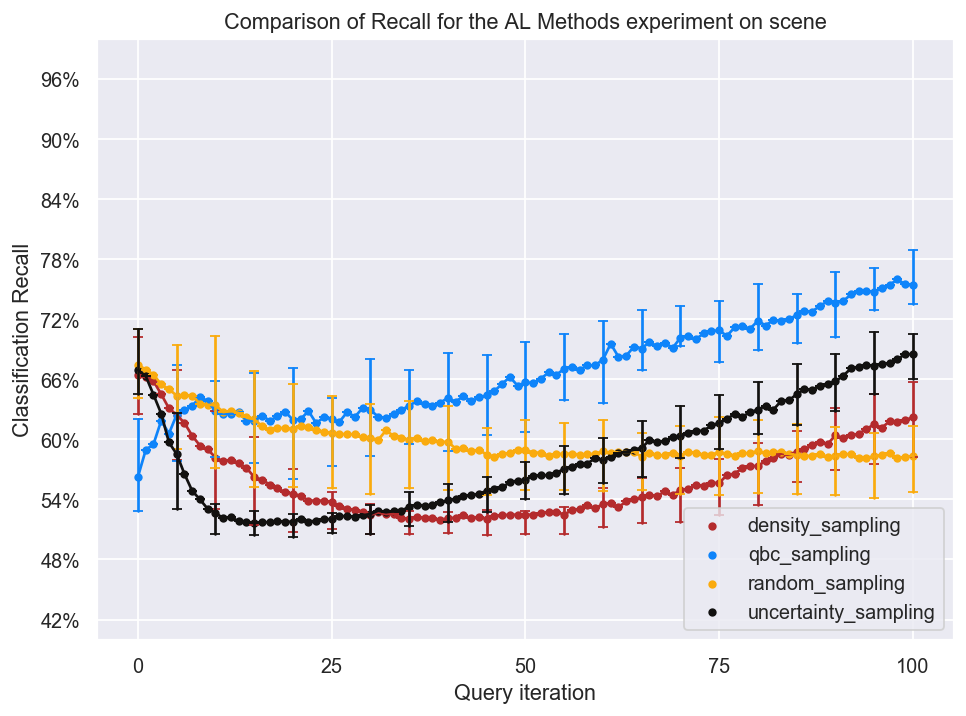 Comparison of Recall for the AL Methods experiment on scene
Classification Recall
96%
90%
84%
78%
72%
66%
60%
54%
48%
42%
density_sampling
qbc_sampling
random_sampling
uncertainty_sampling
0 25 50 75 100
Query iteration